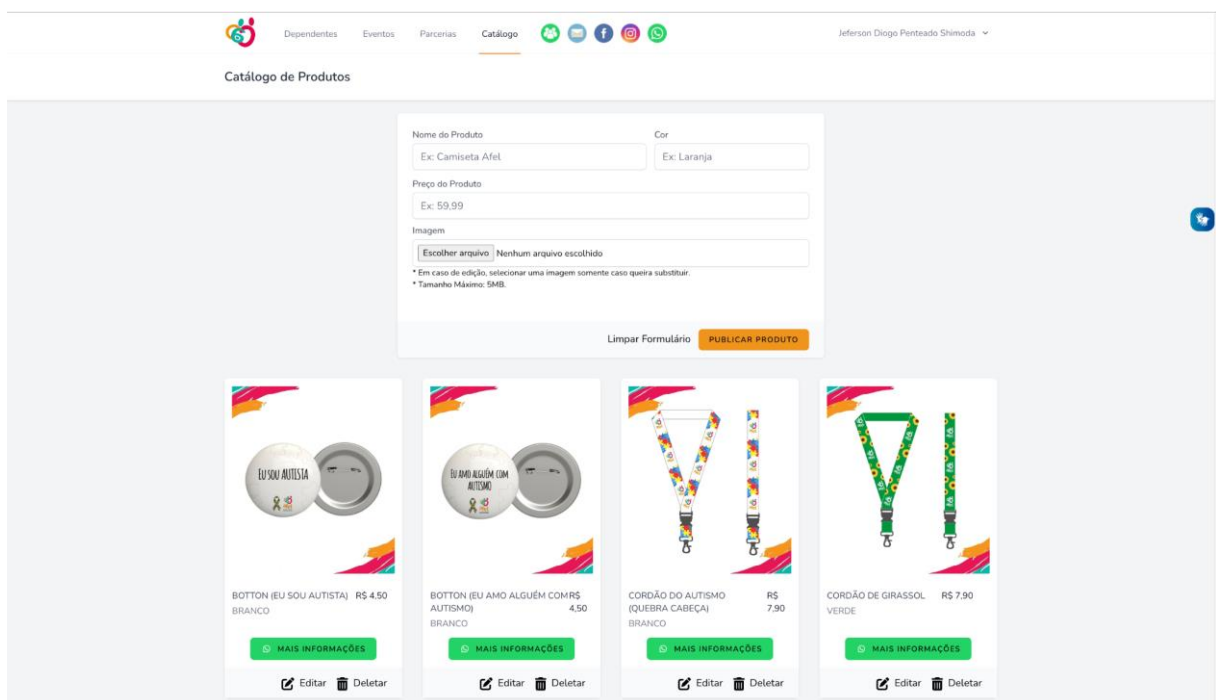 Dependentes Eventos Parcerias Catálogo Jeferson Diogo Penteado Shimoda
Catálogo de Produtos
Nome do Produto Cor
Ex: Camiseta Afel Ex: Laranja
Preço do Produto
Ex: 59,99
Imagem
Escolher arquivo Nenhum arquivo escolhido
* Em caso de edição, selecionar uma imagem somente caso queira substituir.
* Tamanho Máximo: 5MB.
Limpar Formulário PUBLICAR PRODUTO
EU SOU AUTISTA
EU AMO ALGUÉM COM
AUTISMO
BOTTON (EU SOU AUTISTA) R$ 4,50
BRANCO
MAIS INFORMAÇÕES
Editar Deletar
BOTTON (EU AMO ALGUÉM COM R$
AUTISMO) 4,50
BRANCO
MAIS INFORMAÇÕES
Editar Deletar
CORDÃO DO AUTISMO R$
(QUEBRA CABEÇA) 7,90
BRANCO
MAIS INFORMAÇÕES
Editar Deletar
CORDÃO DE GIRASSOL R$ 7,90
VERDE
MAIS INFORMAÇÕES
Editar Deletar